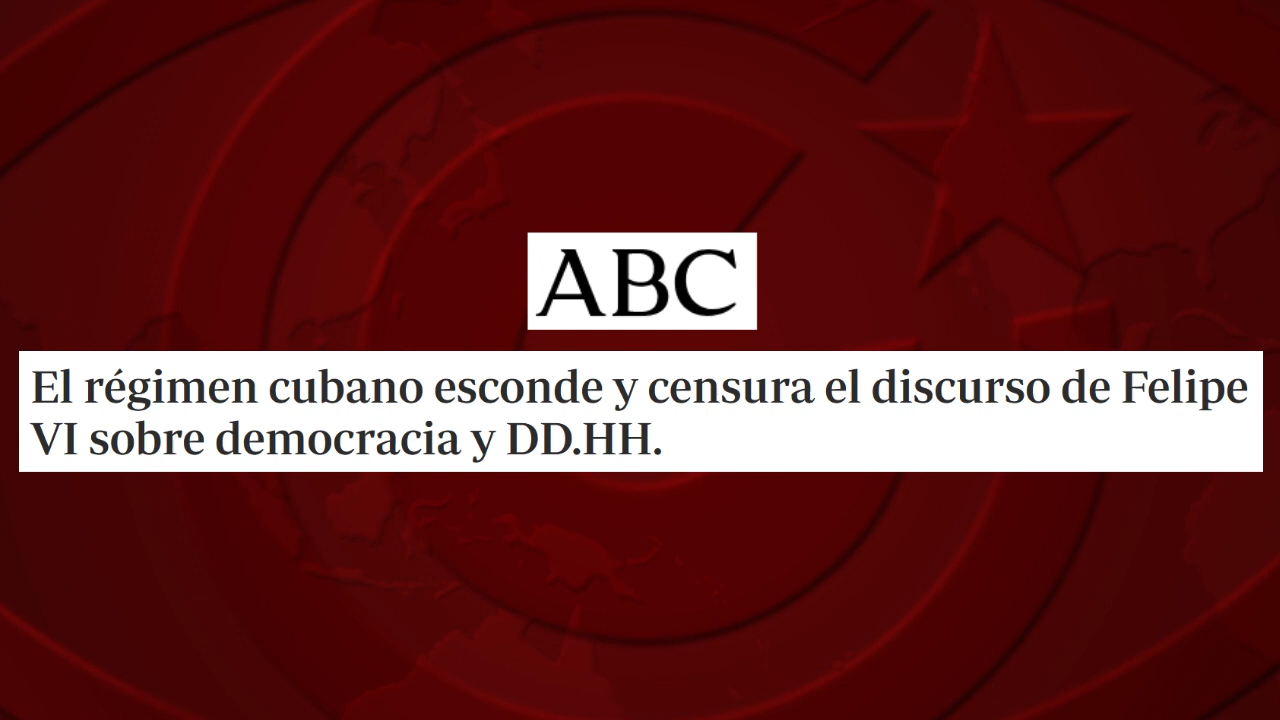 ABC
El régimen cubano esconde y censura el discurso de Felipe
VI sobre democracia y DD.HH.